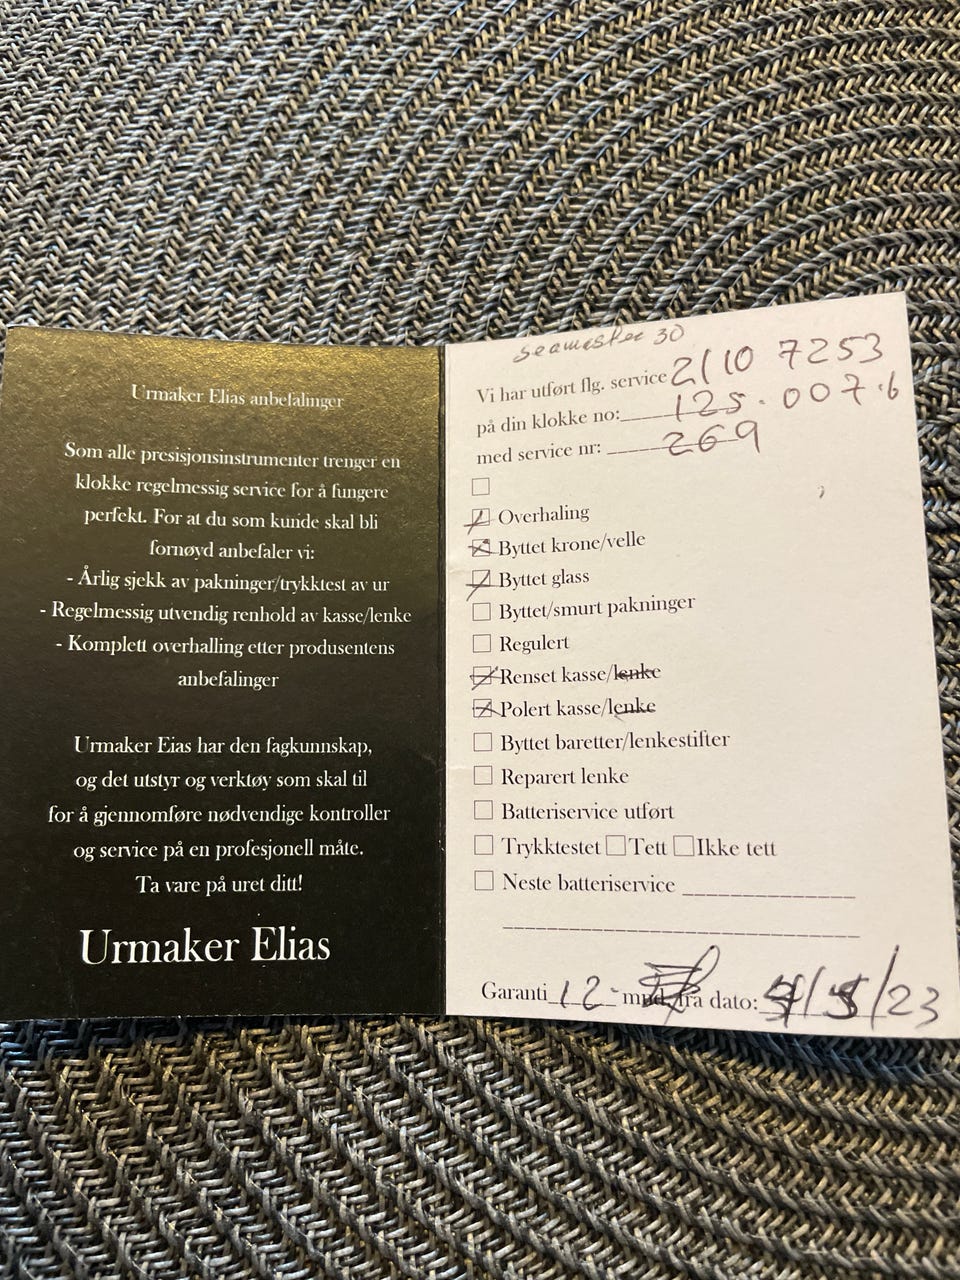 Urmaker Elias anbefalinger
Som alle presisjonsinstrumenter trenger en
klokke regelmessig service for å fungere
perfekt. For at du som kunde skal bli
fornøyd anbefaler vi:
- Årlig sjekk av pakninger/trykktest av ur
- Regelmessig utvendig renhold av kasse/lenke
- Komplett overhalling etter produsentens
anbefalinger
Urmaker Eias har den fagkunnskap,
og det utstyr og verktøy som skal til
for å gjennomføre nødvendige kontroller
og service på en profesjonell måte.
Ta vare på uret ditt!
Urmaker Elias
30
Vi har utført flg. service 2110 7253
på din klokke no: 125.007.6
med service nr: 269
Overhaling
Byttet krone/velle
Byttet glass
Byttet/smurt pakninger
Regulert
Renset kasse/lenke
Polert kasse/lenke
Byttet baretter/lenkestifter
Reparert lenke
Batteriservice utført
Trykktestet Tett Ikke tett
Neste batteriservice
Garanti 12 mnd. fra dato: /23